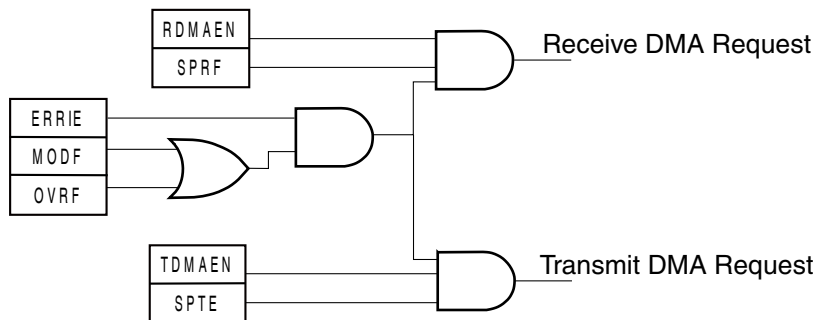 RDMAEN
SPRF
Receive DMA Request
ERRIE
MODF
OVRF
TDMAEN
SPTE
Transmit DMA Request